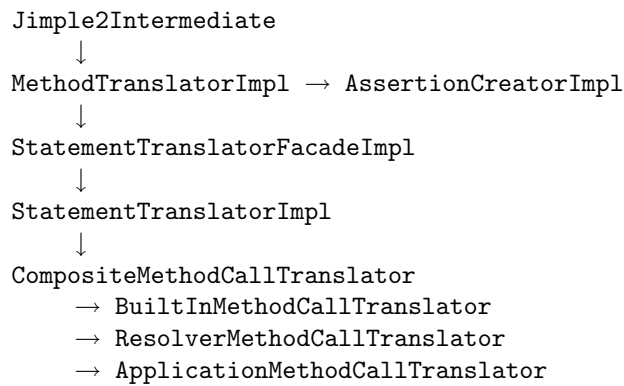 Jimple2Intermediate
↓
MethodTranslatorImpl → AssertionCreatorImpl
↓
StatementTranslatorFacadeImpl
↓
StatementTranslatorImpl
↓
CompositeMethodCallTranslator
→ BuiltInMethodCallTranslator
→ ResolverMethodCallTranslator
→ ApplicationMethodCallTranslator